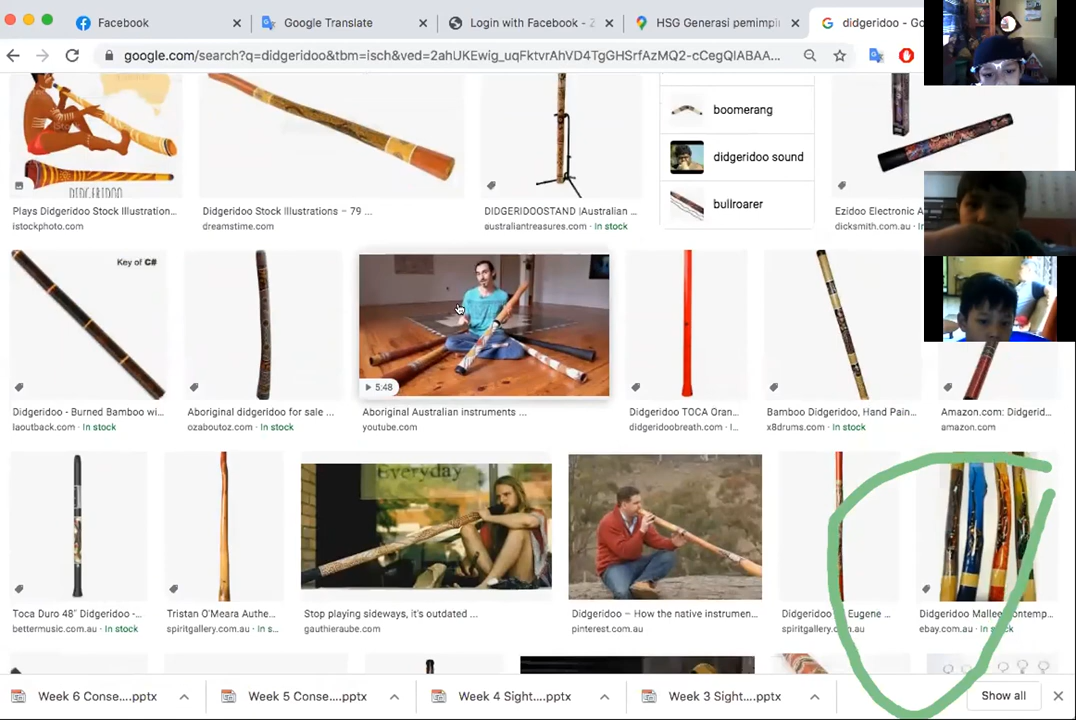 Facebook
Google Translate
Login with Facebook - 2
HSG Generasi pemimpi
didgeridoo - Go
google.com/search?q=didgeridoo&tbm=isch&ved=2ahUKEwig_uqFktvrAhVD4TgGHSrfAzMQ2-cCegQIABAA...
boomerang
didgeridoo sound
bullroarer
DIDGERIDOO
Plays Didgeridoo Stock Illustration...
istockphoto.com
Didgeridoo Stock Illustrations – 79 ...
dreamstime.com
DIDGERIDOOSTAND |Australian ...
australiantreasures.com · In stock
Ezidoo Electronic A
dicksmith.com.au · In
Key of C#
5:48
Didgeridoo - Burned Bamboo wi...
laoutback.com · In stock
Aboriginal didgeridoo for sale ...
ozaboutoz.com · In stock
Aboriginal Australian instruments ...
youtube.com
Didgeridoo TOCA Oran...
didgeridoobreath.com · I...
Bamboo Didgeridoo, Hand Pain...
x8drums.com · In stock
Amazon.com: Didgerid...
amazon.com
Everyday
Toca Duro 48" Didgeridoo -...
bettermusic.com.au · In stock
Tristan O'Meara Authe...
spiritgallery.com.au · In s...
Stop playing sideways, it's outdated ...
gauthieraube.com
Didgeridoo – How the native instrumen...
pinterest.com.au
Didgeridoo Eugene ...
spiritgallery.com.au
Didgeridoo Mallee Contemp...
ebay.com.au · In stock
Week 6 Conse....pptx
Week 5 Conse....pptx
Week 4 Sight....pptx
Week 3 Sight....pptx
Show all